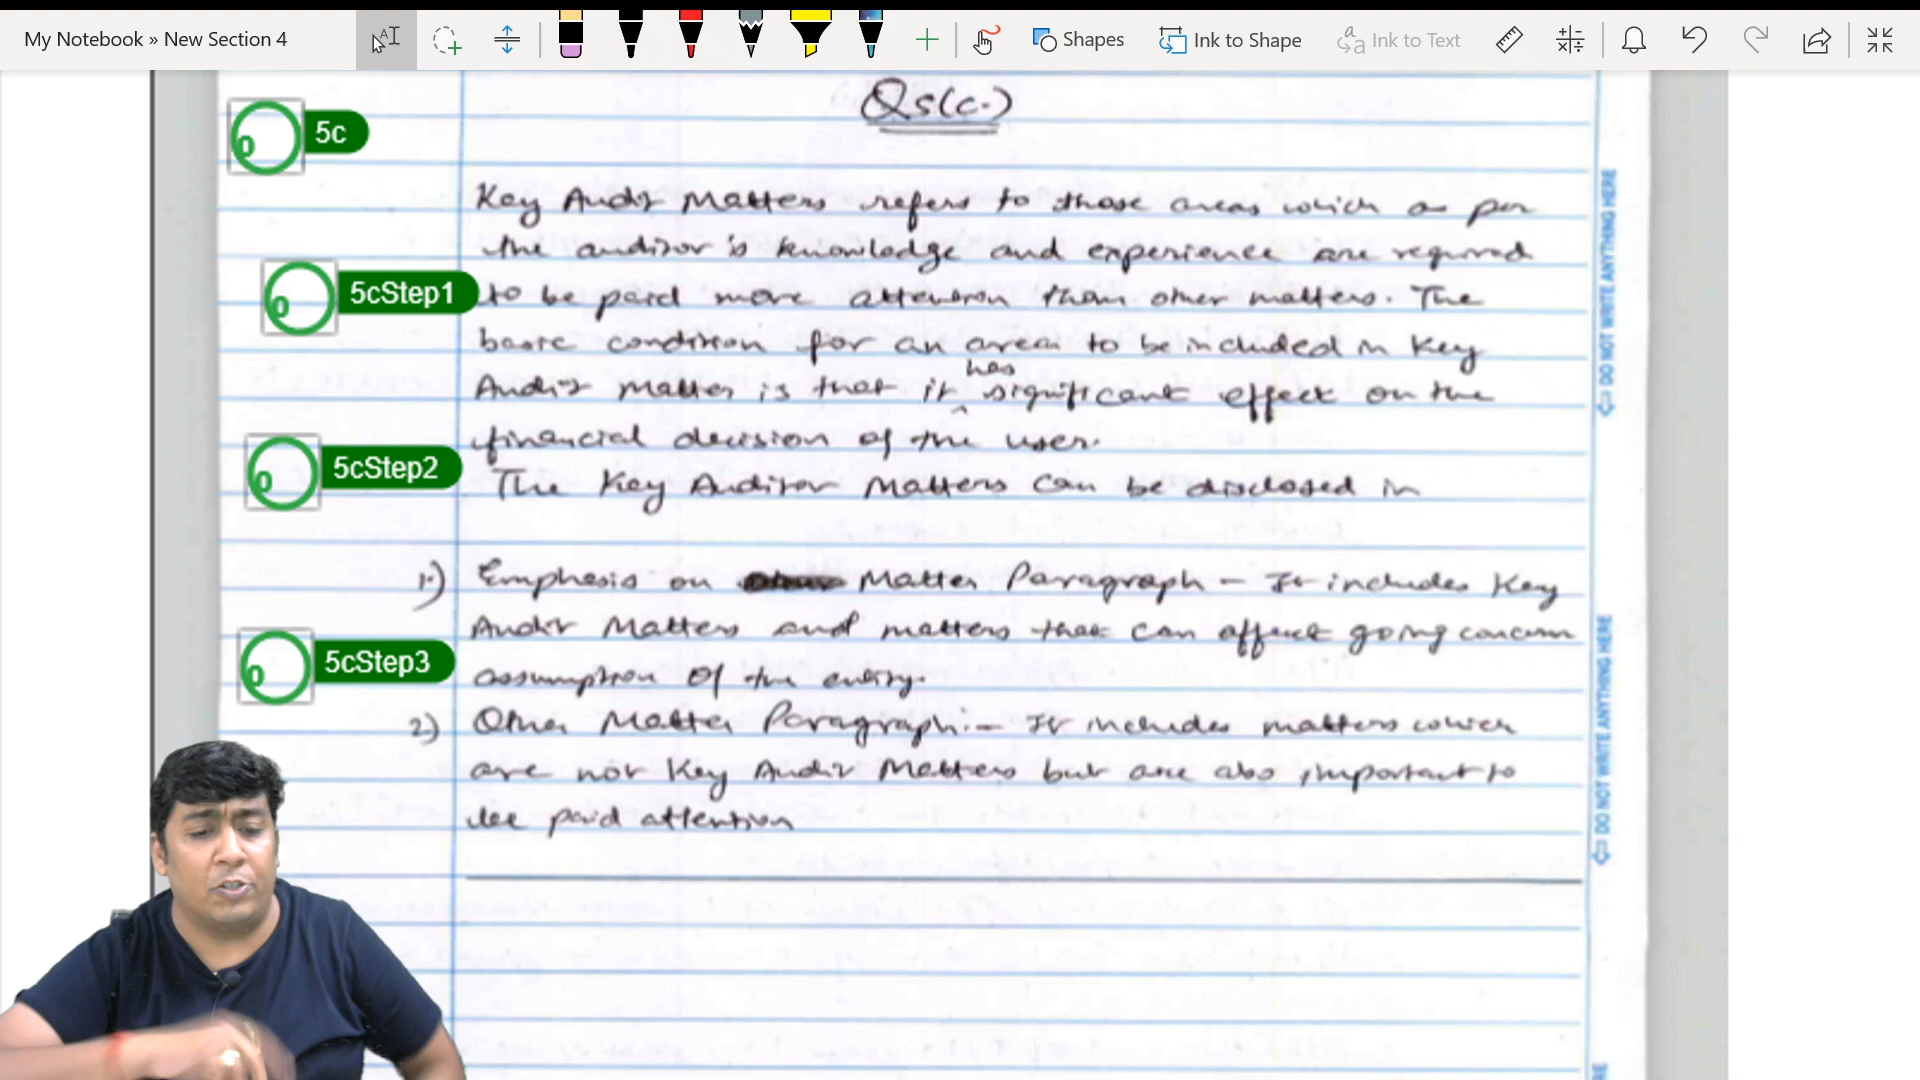 My Notebook » New Section 4
Shapes
Ink to Shape
Ink to Text
Q5(c.)
0 5c
Key Audit Matters refers to those areas which as per
the auditor's knowledge and experience are required
0 5cStep1
to be paid more attention than other matters. The
basic condition for an area to be included in Key
has
Audit Matter is that it ^ significant effect on the
financial decision of the user.
0 5cStep2
The Key Auditor Matters can be disclosed in
1.) Emphasis on Matter Paragraph - It includes Key
Audit Matters and matters that can affect going concern
0 5cStep3
assumption of the entity.
2) Other Matter Paragraph:- It includes matters which
are not Key Audit Matters but are also important to
be paid attention
DO NOT WRITE ANYTHING HERE
DO NOT WRITE ANYTHING HERE
RE